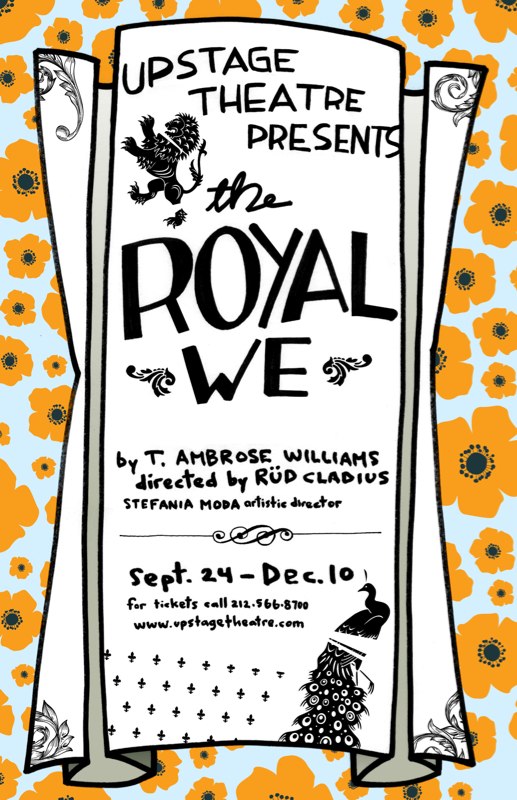 UPSTAGE
THEATRE
PRESENTS
the
ROYAL
WE
by T. AMBROSE WILLIAMS
directed by RÜD CLADIUS
STEFANIA MODA artistic director
Sept. 24 – Dec. 10
for tickets call 212.566.8700
www.upstagetheatre.com